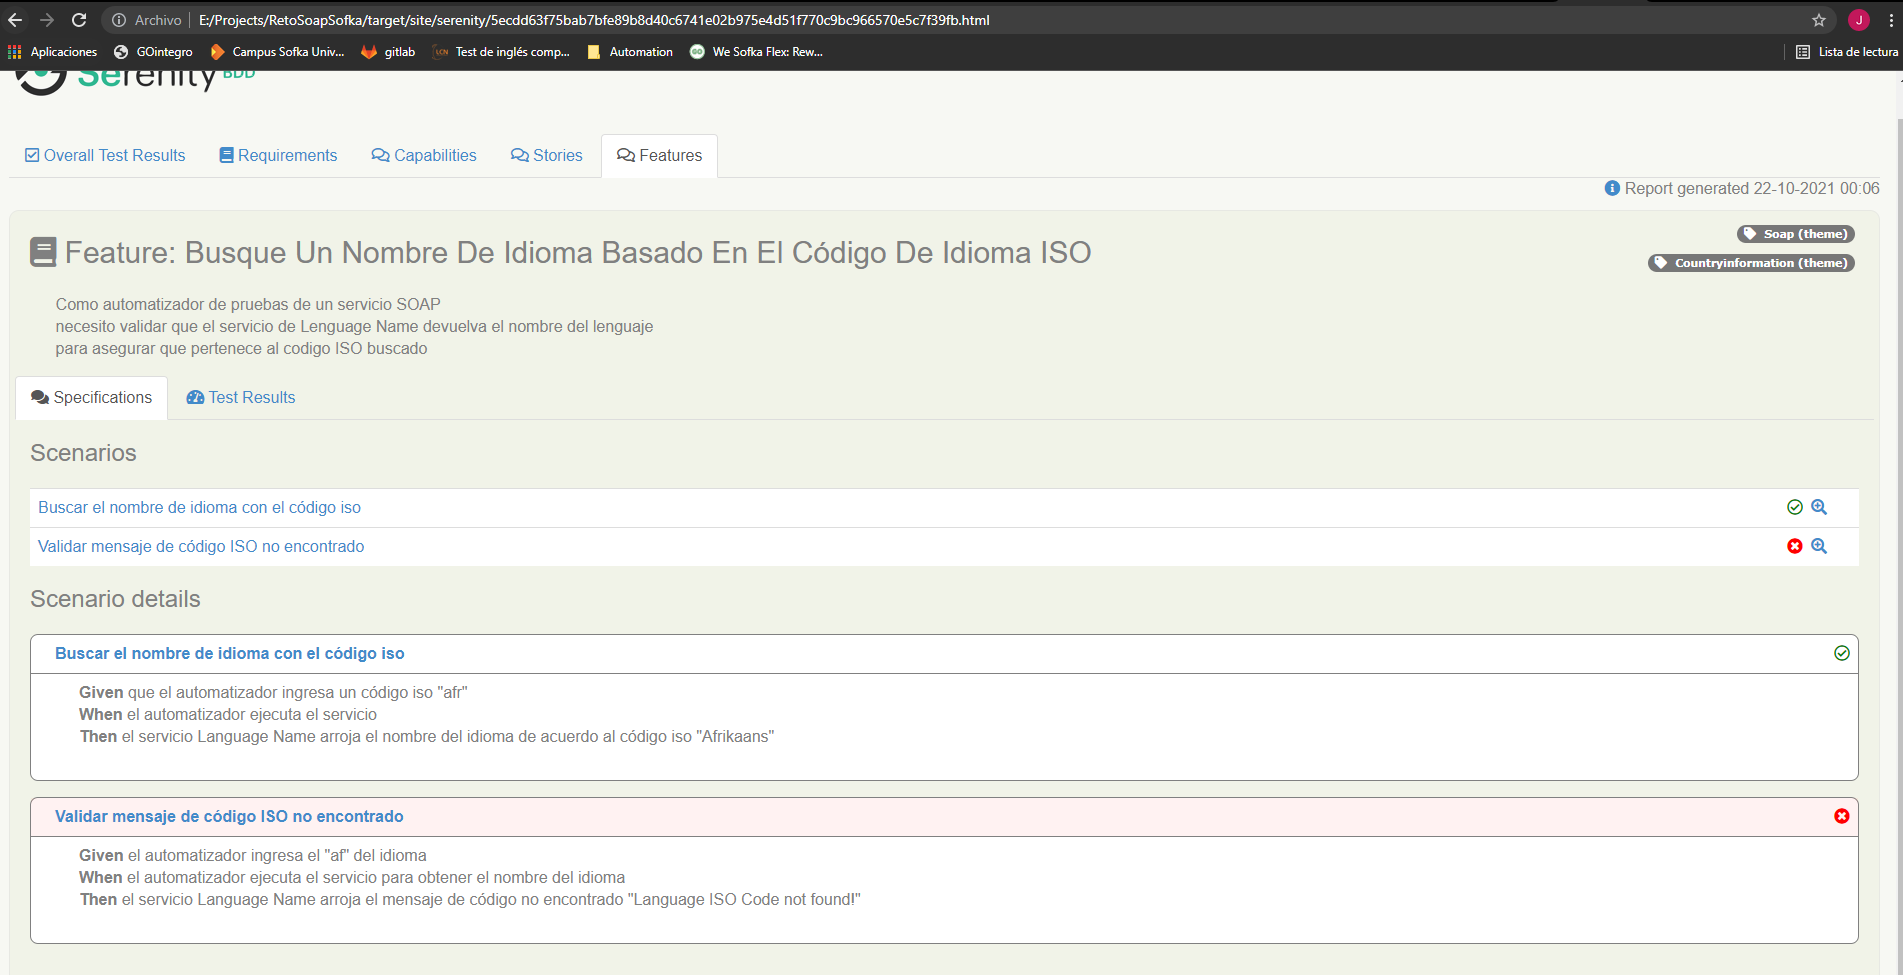 Archivo | E:/Projects/RetoSoapSofka/target/site/serenity/5ecdd63f75bab7bfe89b8d40c6741e02b975e4d51f770c9bc966570e5c7f39fb.html
J
Aplicaciones GOintegro Campus Sofka Univ... gitlab Test de inglés comp... Automation We Sofka Flex: Rew... Lista de lectura
Serenity BDD
Overall Test Results Requirements Capabilities Stories Features
Report generated 22-10-2021 00:06
Feature: Busque Un Nombre De Idioma Basado En El Código De Idioma ISO
Soap (theme)
Countryinformation (theme)
Como automatizador de pruebas de un servicio SOAP
necesito validar que el servicio de Lenguage Name devuelva el nombre del lenguaje
para asegurar que pertenece al codigo ISO buscado
Specifications Test Results
Scenarios
Buscar el nombre de idioma con el código iso
Validar mensaje de código ISO no encontrado
Scenario details
Buscar el nombre de idioma con el código iso
Given que el automatizador ingresa un código iso "afr"
When el automatizador ejecuta el servicio
Then el servicio Language Name arroja el nombre del idioma de acuerdo al código iso "Afrikaans"
Validar mensaje de código ISO no encontrado
Given el automatizador ingresa el "af" del idioma
When el automatizador ejecuta el servicio para obtener el nombre del idioma
Then el servicio Language Name arroja el mensaje de código no encontrado "Language ISO Code not found!"